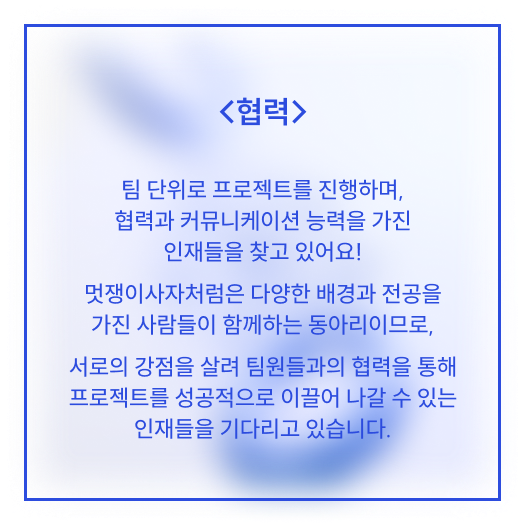 <협력>
팀 단위로 프로젝트를 진행하며,
협력과 커뮤니케이션 능력을 가진
인재들을 찾고 있어요!
멋쟁이사자처럼은 다양한 배경과 전공을
가진 사람들이 함께하는 동아리이므로,
서로의 강점을 살려 팀원들과의 협력을 통해
프로젝트를 성공적으로 이끌어 나갈 수 있는
인재들을 기다리고 있습니다.